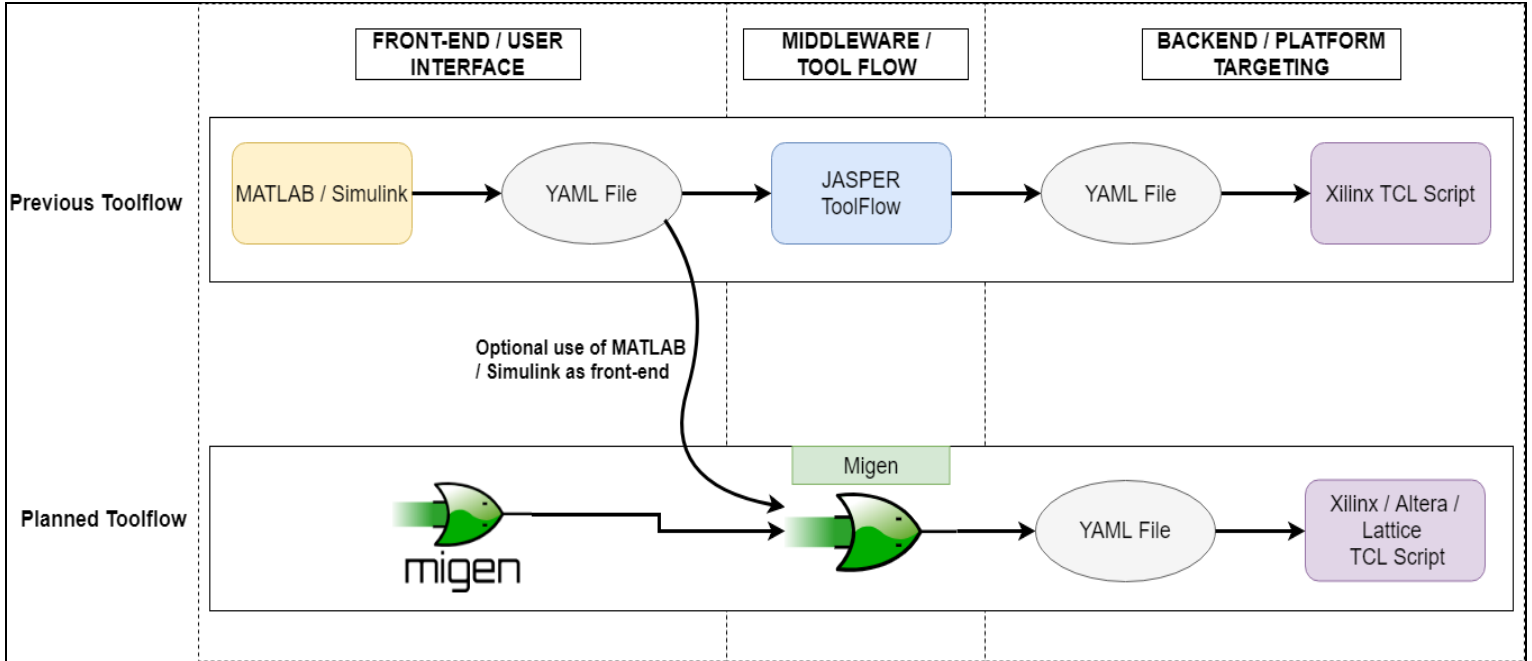 FRONT-END / USER
INTERFACE
MIDDLEWARE /
TOOL FLOW
BACKEND / PLATFORM
TARGETING
Previous Toolflow
MATLAB / Simulink
YAML File
JASPER
ToolFlow
YAML File
Xilinx TCL Script
Optional use of MATLAB
/ Simulink as front-end
Planned Toolflow
migen
Migen
YAML File
Xilinx / Altera /
Lattice
TCL Script